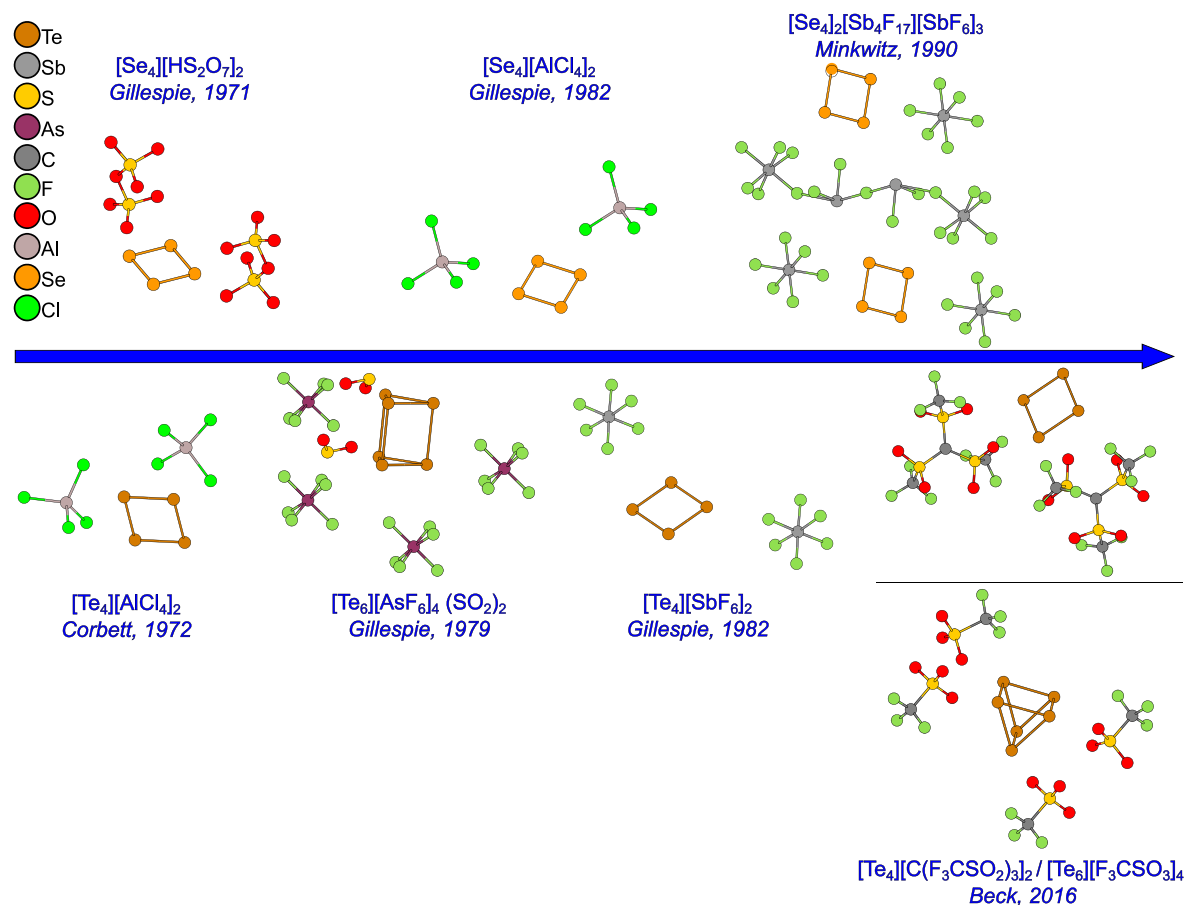 Te
Sb
S
As
C
F
O
Al
Se
Cl
[Se₄][HS₂O₇]₂
Gillespie, 1971
[Se₄][AlCl₄]₂
Gillespie, 1982
[Se₄]₂[Sb₄F₁₇][SbF₆]₃
Minkwitz, 1990
[Te₄][AlCl₄]₂
Corbett, 1972
[Te₆][AsF₆]₄ (SO₂)₂
Gillespie, 1979
[Te₄][SbF₆]₂
Gillespie, 1982
[Te₄][C(F₃CSO₂)₃]₂ / [Te₆][F₃CSO₃]₄
Beck, 2016